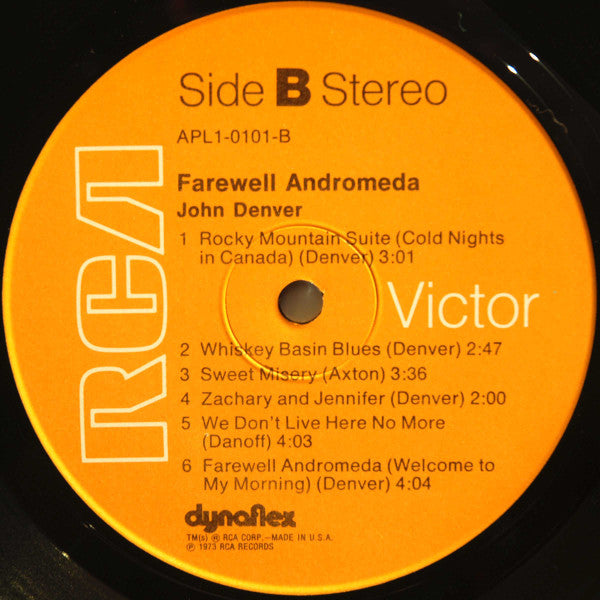 Side B Stereo
APL1-0101-B
Farewell Andromeda
John Denver
1 Rocky Mountain Suite (Cold Nights
in Canada) (Denver) 3:01
RCA
Victor
2 Whiskey Basin Blues (Denver) 2:47
3 Sweet Misery (Axton) 3:36
4 Zachary and Jennifer (Denver) 2:00
5 We Don't Live Here No More
(Danoff) 4:03
6 Farewell Andromeda (Welcome to
My Morning) (Denver) 4:04
dynaflex
TM(s) ® RCA CORP.–MADE IN U.S.A.
℗ 1973 RCA RECORDS